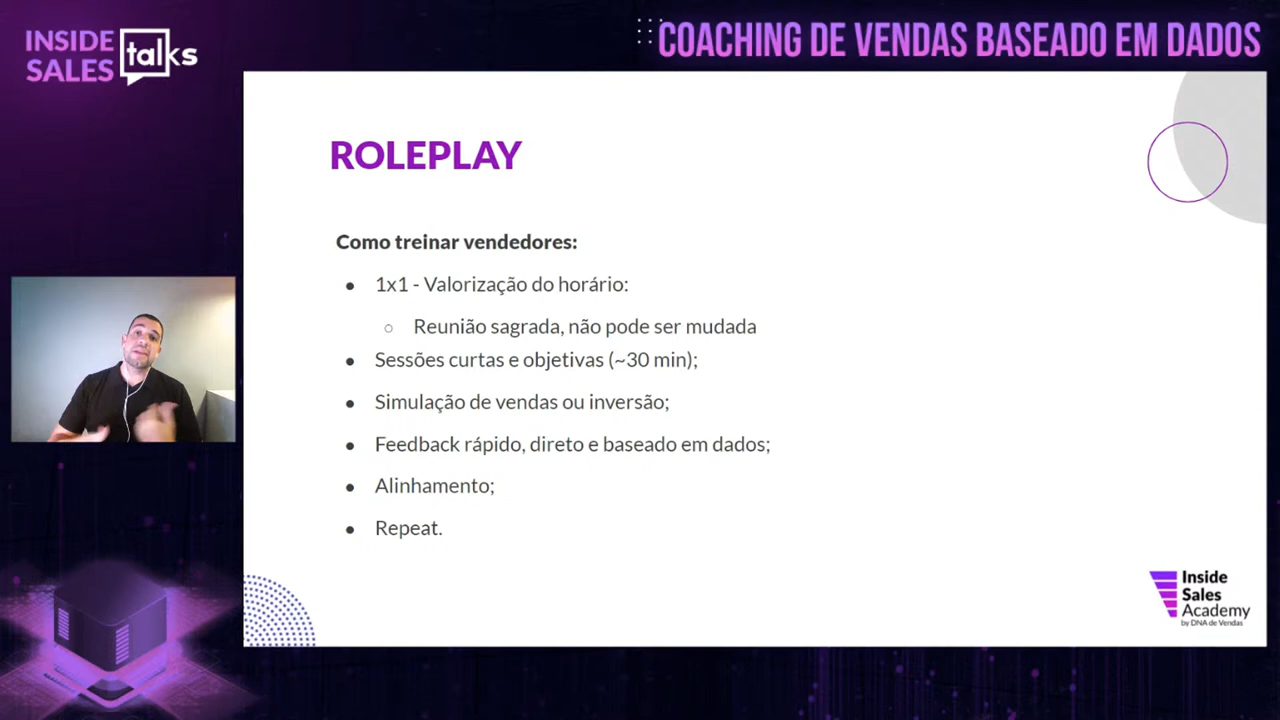 INSIDE
SALES
talks
COACHING DE VENDAS BASEADO EM DADOS
ROLEPLAY
Como treinar vendedores:
1x1 - Valorização do horário:
Reunião sagrada, não pode ser mudada
Sessões curtas e objetivas (~30 min);
Simulação de vendas ou inversão;
Feedback rápido, direto e baseado em dados;
Alinhamento;
Repeat.
Inside
Sales
Academy
by DNA de Vendas